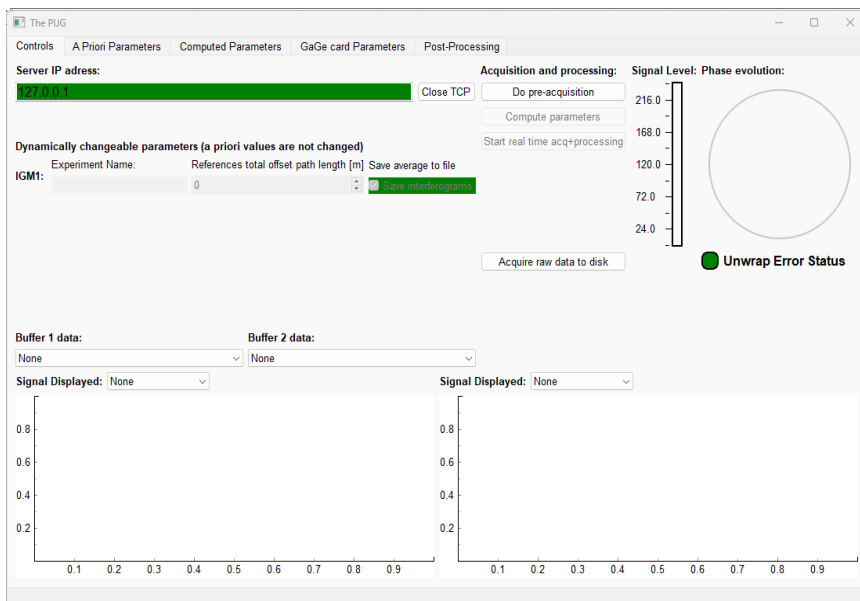 The PUG
Controls A Priori Parameters Computed Parameters GaGe card Parameters Post-Processing
Server IP adress: Acquisition and processing: Signal Level: Phase evolution:
127.0.0.1 Close TCP Do pre-acquisition
216.0
Compute parameters
168.0
Start real time acq+processing
Dynamically changeable parameters (a priori values are not changed)
Experiment Name: References total offset path length [m] Save average to file
120.0
IGM1: 0 Save interferograms
72.0
24.0
Acquire raw data to disk Unwrap Error Status
Buffer 1 data: Buffer 2 data:
None None
Signal Displayed: None Signal Displayed: None
0.8 0.8
0.6 0.6
0.4 0.4
0.2 0.2
0.1 0.2 0.3 0.4 0.5 0.6 0.7 0.8 0.9 0.1 0.2 0.3 0.4 0.5 0.6 0.7 0.8 0.9